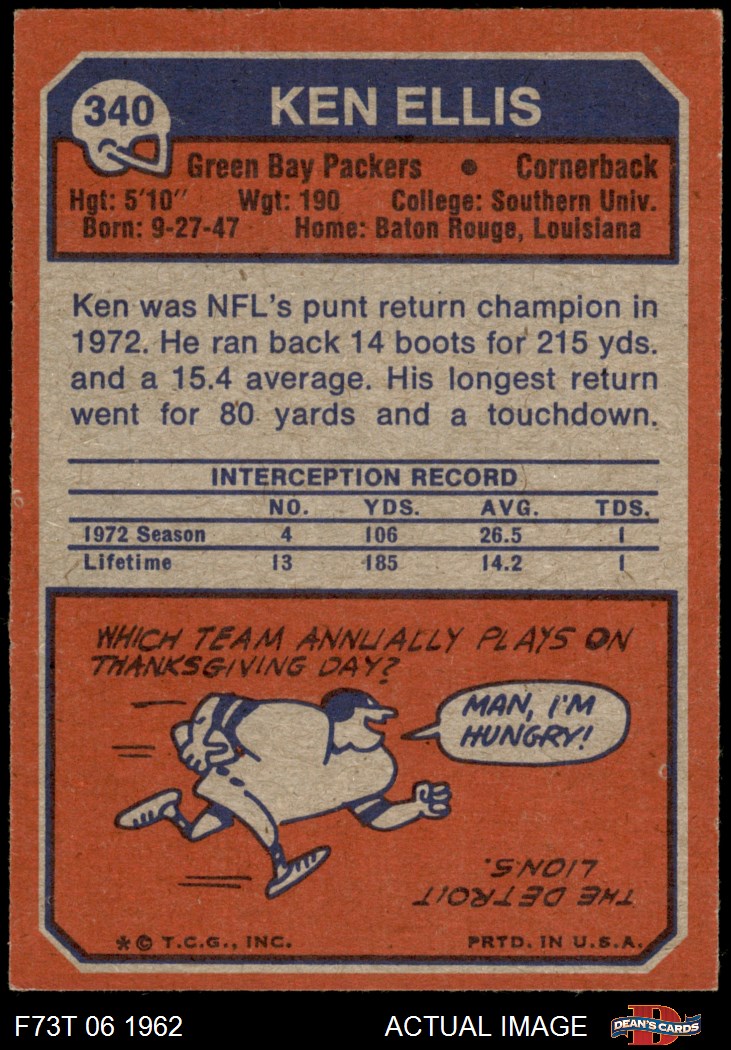 340
KEN ELLIS
Green Bay Packers • Cornerback
Hgt: 5'10" Wgt: 190 College: Southern Univ.
Born: 9-27-47 Home: Baton Rouge, Louisiana
Ken was NFL's punt return champion in
1972. He ran back 14 boots for 215 yds.
and a 15.4 average. His longest return
went for 80 yards and a touchdown.
INTERCEPTION RECORD
NO. YDS. AVG. TDS.
1972 Season 4 106 26.5 1
Lifetime 13 185 14.2 1
WHICH TEAM ANNUALLY PLAYS ON
THANKSGIVING DAY?
MAN, I'M
HUNGRY!
THE DETROIT
LIONS.
* © T.C.G., INC. PRTD. IN U.S.A.
F73T 06 1962 ACTUAL IMAGE
D
DEAN'S CARDS